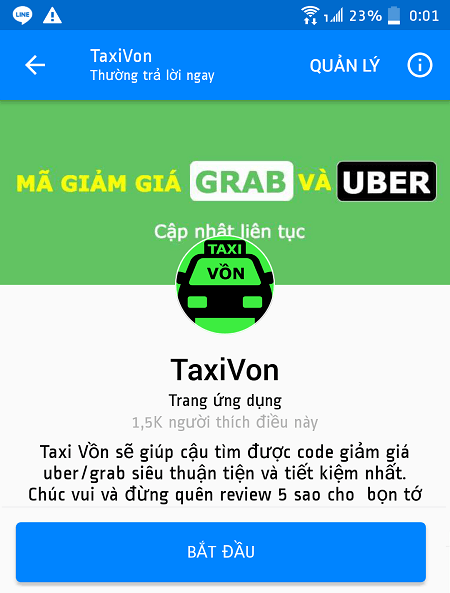 LINE
23% 0:01
TaxiVon
Thường trả lời ngay
QUẢN LÝ
MÃ GIẢM GIÁ GRAB VÀ UBER
Cập nhật liên tục
TAXI
VỒN
TaxiVon
Trang ứng dụng
1,5K người thích điều này
Taxi Vồn sẽ giúp cậu tìm được code giảm giá
uber/grab siêu thuận tiện và tiết kiệm nhất.
Chúc vui và đừng quên review 5 sao cho bọn tớ
BẮT ĐẦU